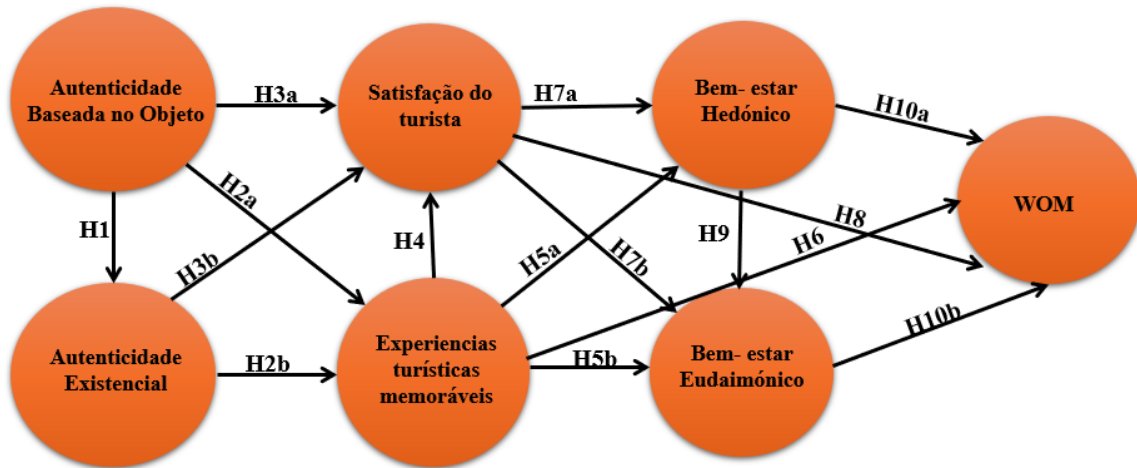 Autenticidade
Baseada no Objeto
H3a
Satisfação do
turista
H7a
Bem- estar
Hedónico
H10a
WOM
H1
H2a
H3b
H4
H5a
H7b
H9
H6
H8
Autenticidade
Existencial
H2b
Experiencias
turísticas
memoráveis
H5b
Bem- estar
Eudaimónico
H10b